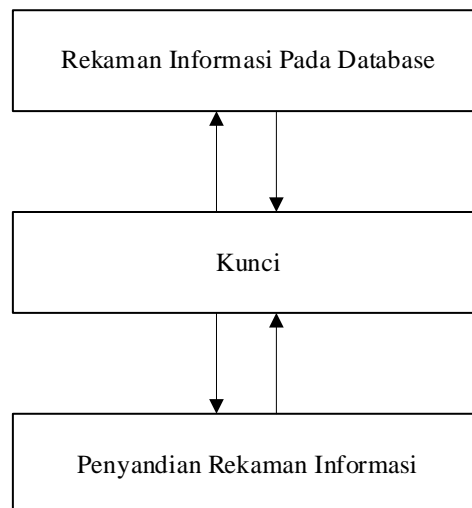 Rekaman Informasi Pada Database
Kunci
Penyandian Rekaman Informasi